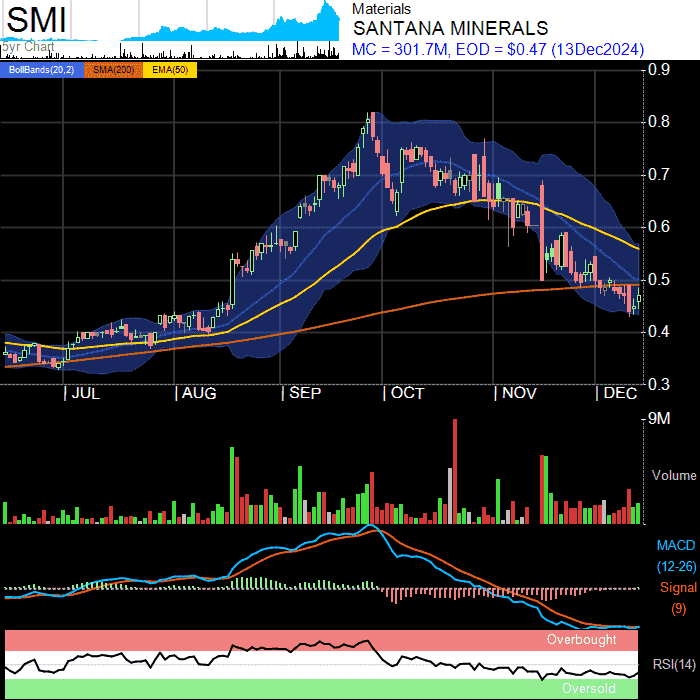 SMI
5yr Chart
Materials
SANTANA MINERALS
MC = 301.7M, EOD = $0.47 (13Dec2024)
BollBands(20,2) SMA(200) EMA(50)
0.9
0.8
0.7
0.6
0.5
0.4
0.3
JUL AUG SEP OCT NOV DEC
9M
Volume
MACD
(12-26)
Signal
(9)
Overbought
RSI(14)
Oversold